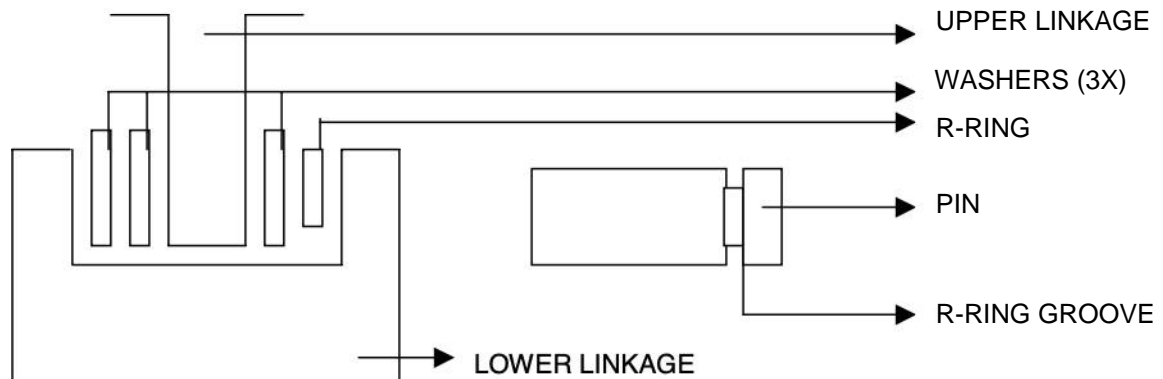 UPPER LINKAGE
WASHERS (3X)
R-RING
PIN
R-RING GROOVE
LOWER LINKAGE